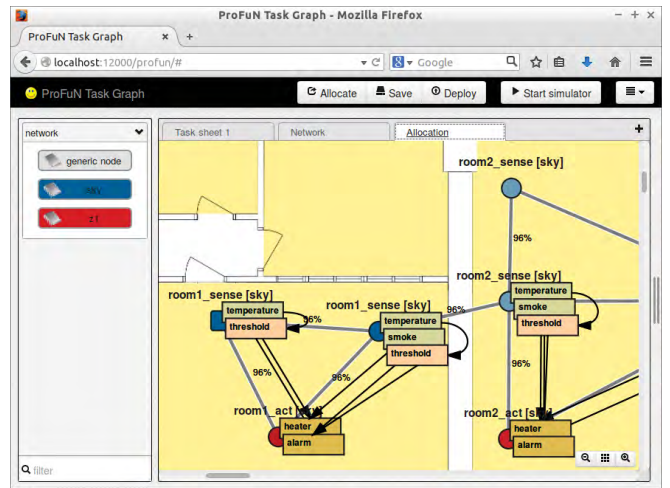 ProFuN Task Graph - Mozilla Firefox
ProFuN Task Graph
localhost:12000/profun/#
Google
ProFuN Task Graph
Allocate
Save
Deploy
Start simulator
network
generic node
sky
z1
filter
Task sheet 1
Network
Allocation
room2_sense [sky]
96%
room2_sense [sky]
temperature
smoke
threshold
room1_sense [sky]
temperature
threshold
96%
room1_sense [sky]
temperature
smoke
threshold
96%
96%
96%
96%
room1_act [sky]
heater
alarm
room2_act [sky]
heater
alarm